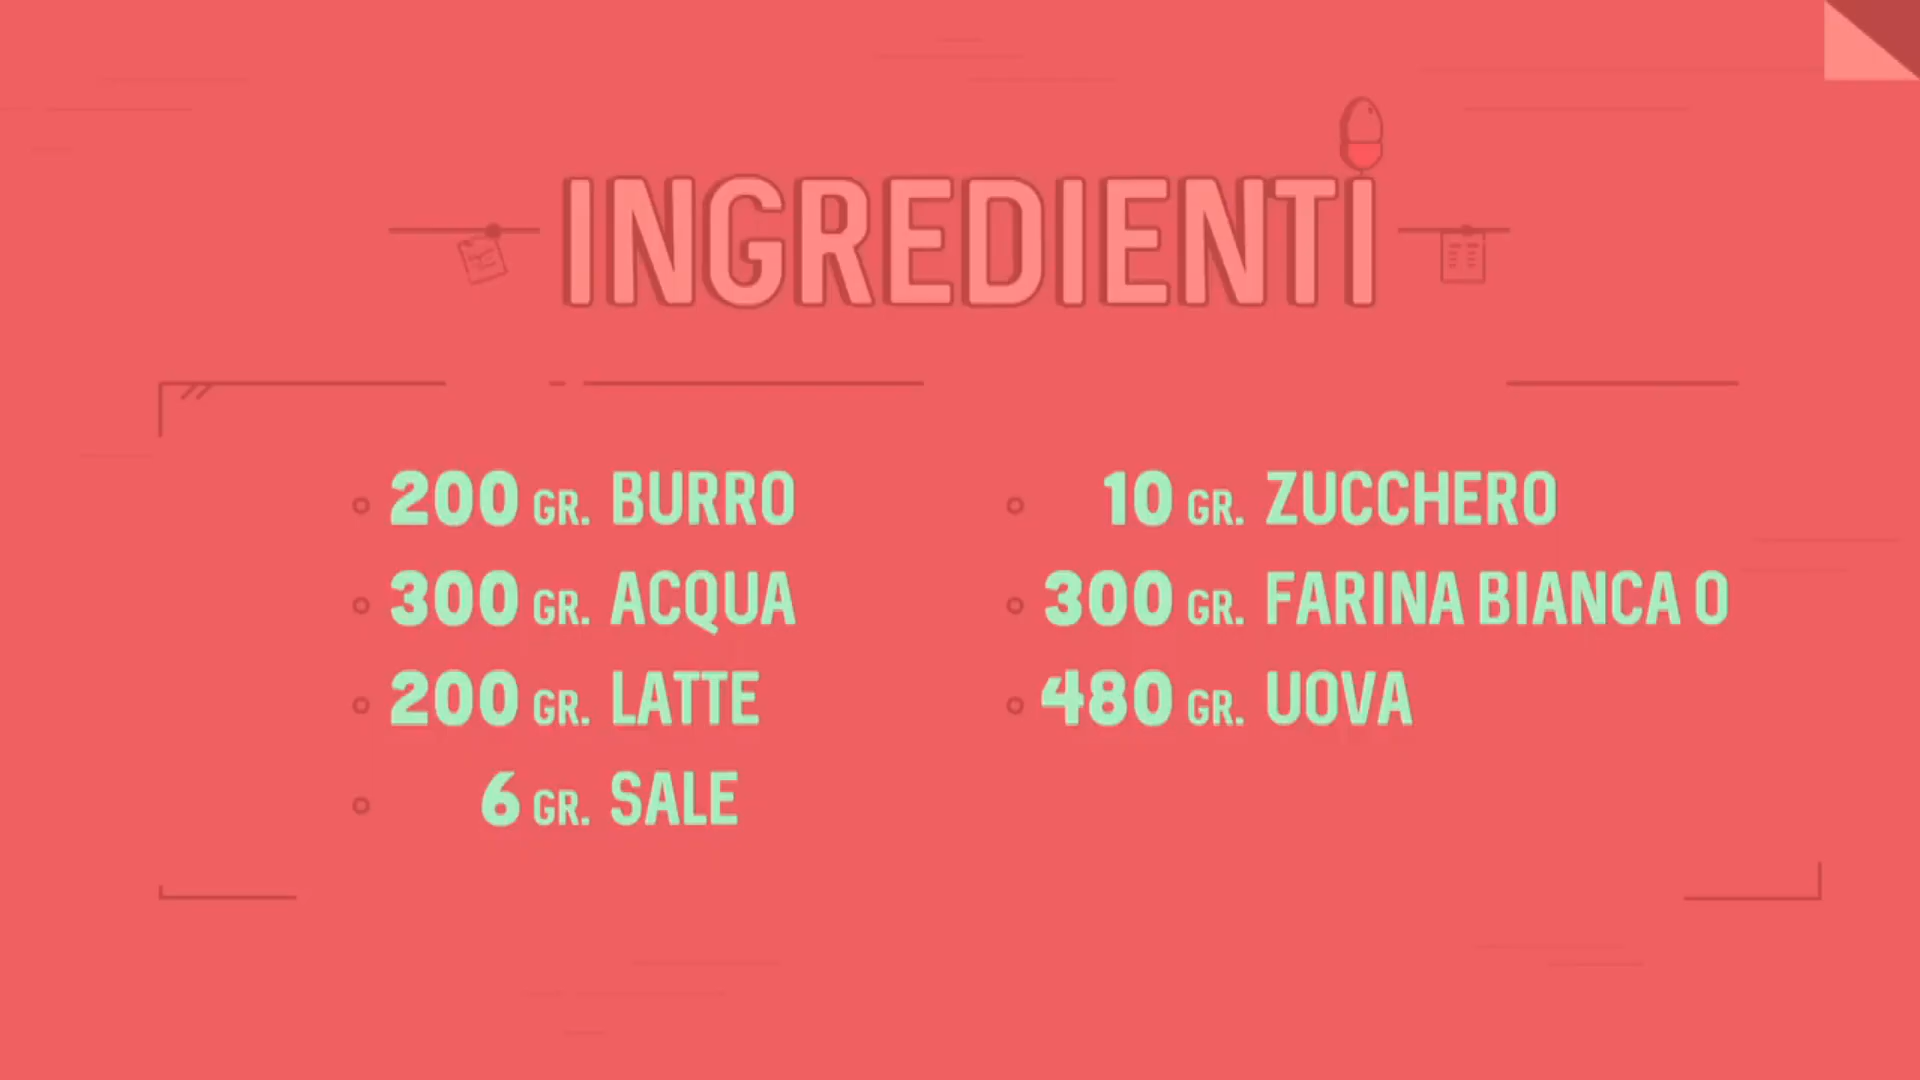 INGREDIENTI
200 GR. BURRO
300 GR. ACQUA
200 GR. LATTE
6 GR. SALE
10 GR. ZUCCHERO
300 GR. FARINA BIANCA 0
480 GR. UOVA